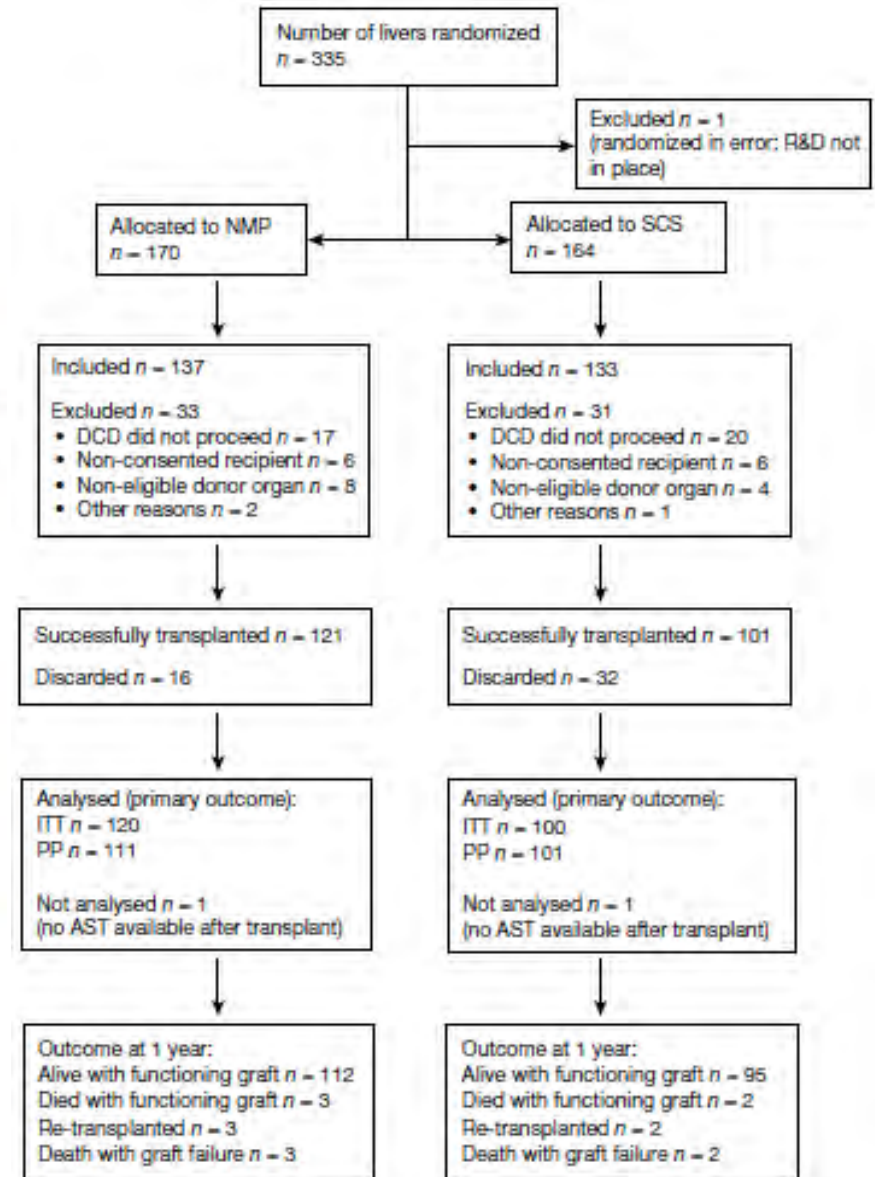 Number of livers randomized
n = 335
Excluded n = 1
(randomized in error: R&D not
in place)
Allocated to NMP
n = 170
Allocated to SCS
n = 164
Included n = 137
Excluded n = 33
• DCD did not proceed n = 17
• Non-consented recipient n = 6
• Non-eligible donor organ n = 8
• Other reasons n = 2
Included n = 133
Excluded n = 31
• DCD did not proceed n = 20
• Non-consented recipient n = 6
• Non-eligible donor organ n = 4
• Other reasons n = 1
Successfully transplanted n = 121
Discarded n = 16
Successfully transplanted n = 101
Discarded n = 32
Analysed (primary outcome):
ITT n = 120
PP n = 111
Not analysed n = 1
(no AST available after transplant)
Analysed (primary outcome):
ITT n = 100
PP n = 101
Not analysed n = 1
(no AST available after transplant)
Outcome at 1 year:
Alive with functioning graft n = 112
Died with functioning graft n = 3
Re-transplanted n = 3
Death with graft failure n = 3
Outcome at 1 year:
Alive with functioning graft n = 95
Died with functioning graft n = 2
Re-transplanted n = 2
Death with graft failure n = 2